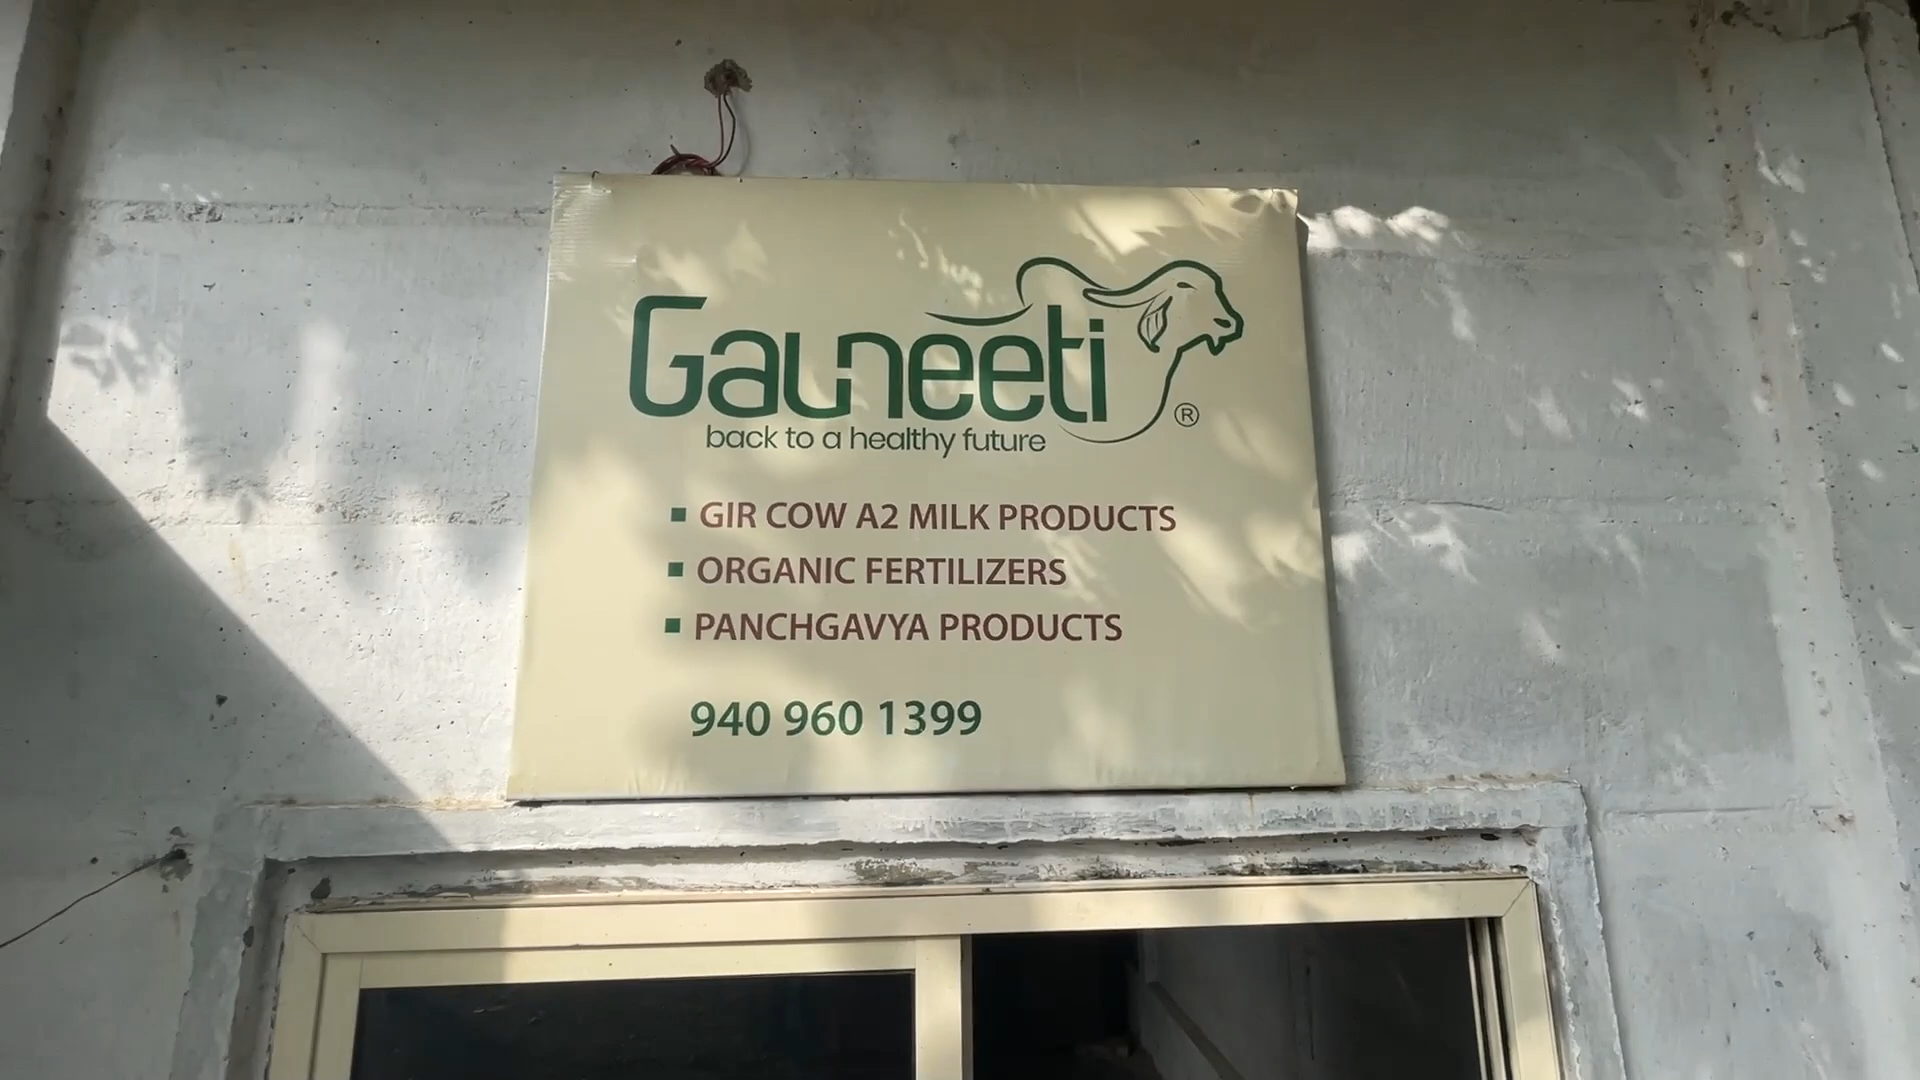 Gauneeti ®
back to a healthy future
▪ GIR COW A2 MILK PRODUCTS
▪ ORGANIC FERTILIZERS
▪ PANCHGAVYA PRODUCTS
940 960 1399